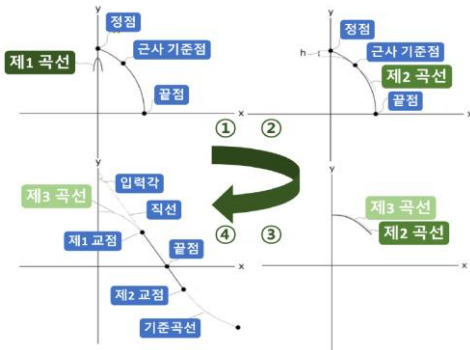 y
정점
제1 곡선
근사 기준점
끝점
x
①
y
정점
h
근사 기준점
제2 곡선
끝점
x
②
y
입력각
제3 곡선
직선
제1 교점
끝점
x
제2 교점
기준곡선
④
y
제3 곡선
제2 곡선
x
③